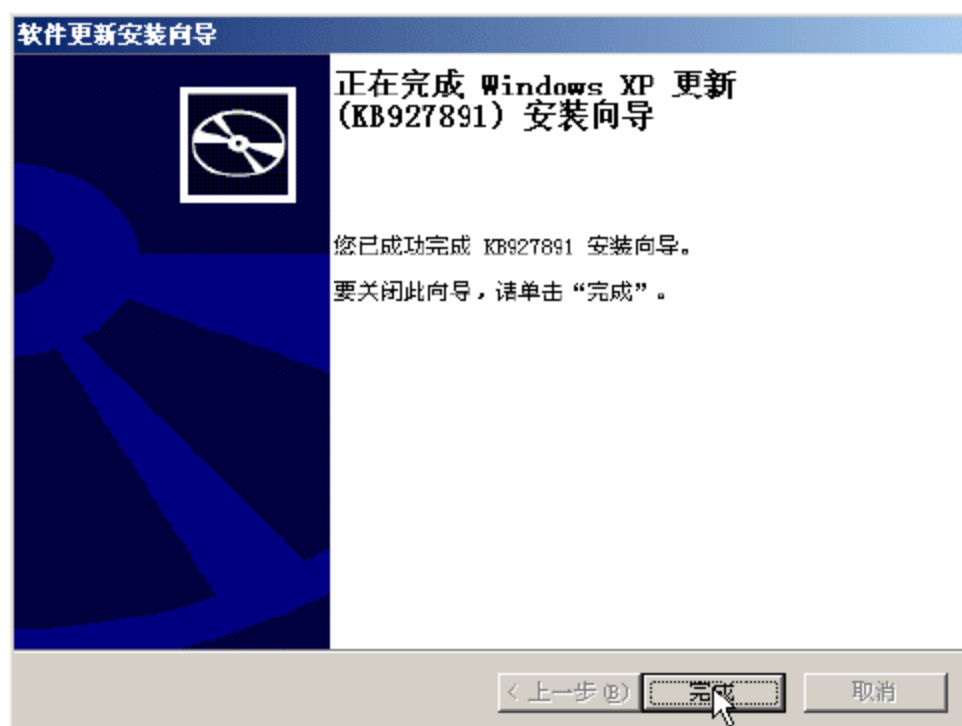 软件更新安装向导
正在完成 Windows XP 更新
(KB927891) 安装向导
您已成功完成 KB927891 安装向导。
要关闭此向导，请单击“完成”。
< 上一步(B)
完成
取消